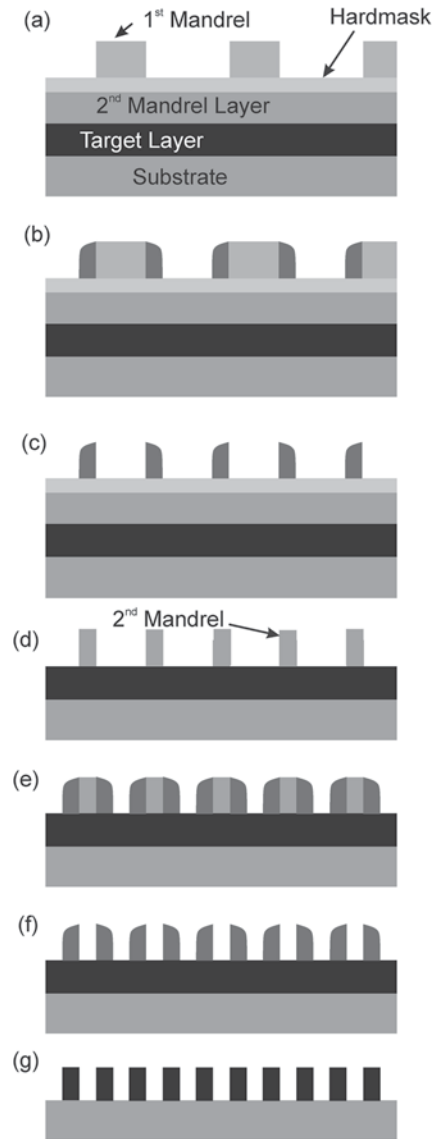 (a)
1st Mandrel
Hardmask
2nd Mandrel Layer
Target Layer
Substrate
(b)
(c)
(d)
2nd Mandrel
(e)
(f)
(g)